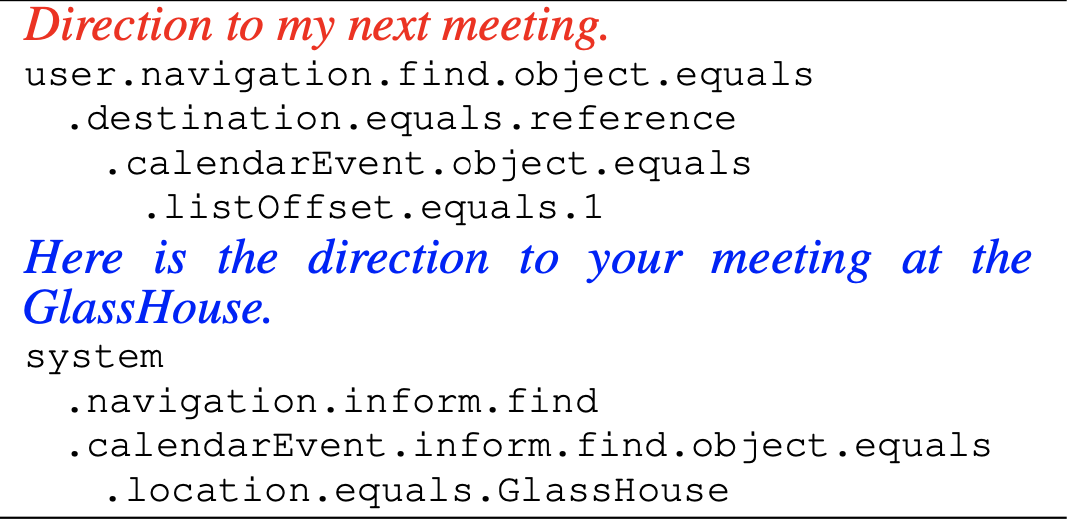 Direction to my next meeting.
user.navigation.find.object.equals
.destination.equals.reference
.calendarEvent.object.equals
.listOffset.equals.1
Here is the direction to your meeting at the
GlassHouse.
system
.navigation.inform.find
.calendarEvent.inform.find.object.equals
.location.equals.GlassHouse